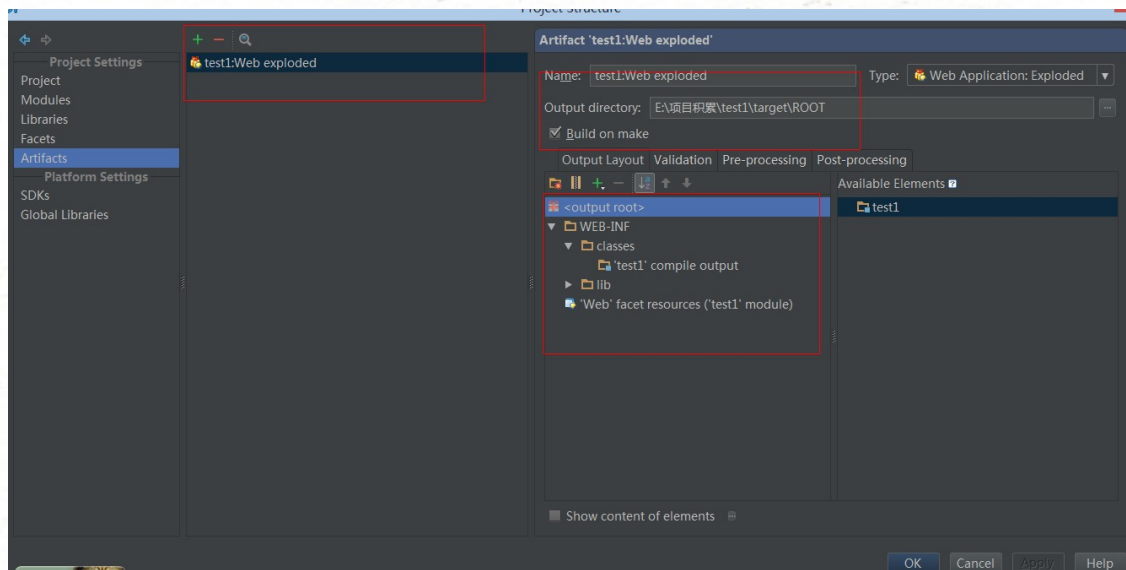 Project Structure
Project Settings
Project
Modules
Libraries
Facets
Artifacts
Platform Settings
SDKs
Global Libraries
test1:Web exploded
Artifact 'test1:Web exploded'
Name: test1:Web exploded Type: Web Application: Exploded
Output directory: E:\项目积累\test1\target\ROOT
Build on make
Output Layout Validation Pre-processing Post-processing
Available Elements
<output root>
WEB-INF
classes
'test1' compile output
lib
'Web' facet resources ('test1' module)
test1
Show content of elements
OK Cancel Apply Help